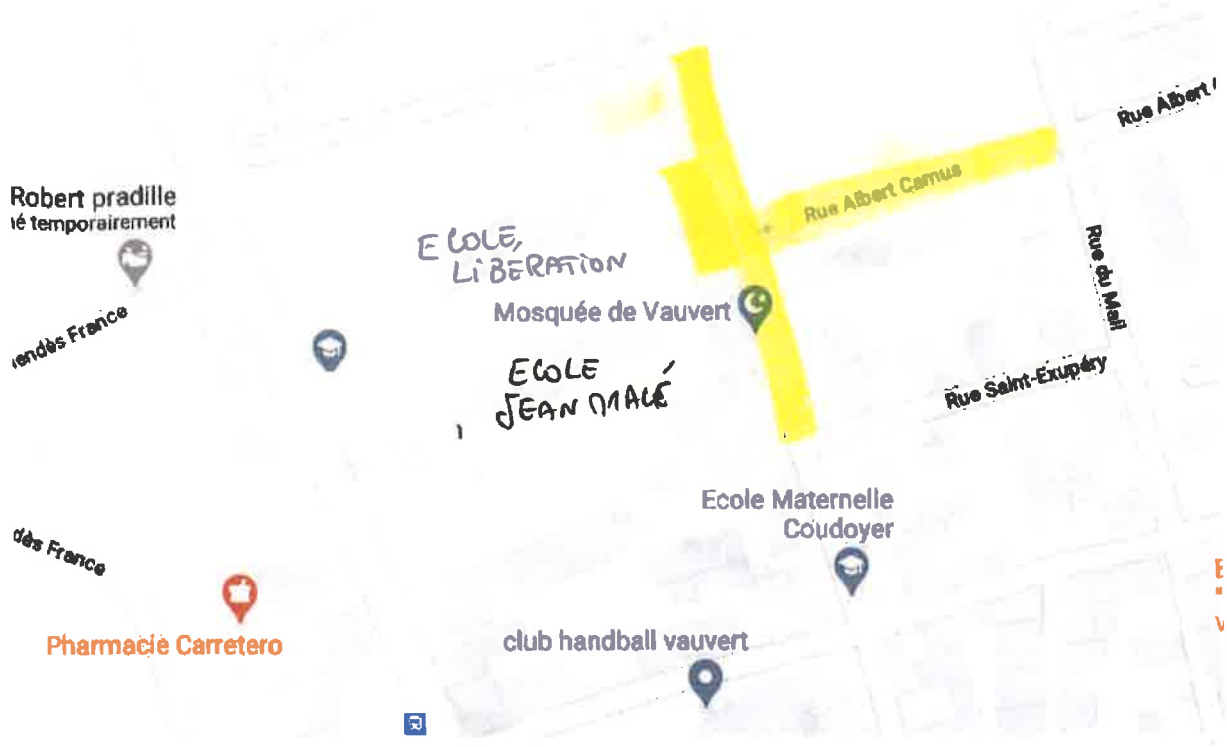 Rue Albert
Robert pradille
é temporairement
Rue Albert Camus
ECOLE,
LiBERATiON
Rue du Mail
Mosquée de Vauvert
endès France
ECOLE
JEAN MACÉ
Rue Saint-Exupéry
Ecole Maternelle
Coudoyer
dès France
Pharmacie Carretero
club handball vauvert